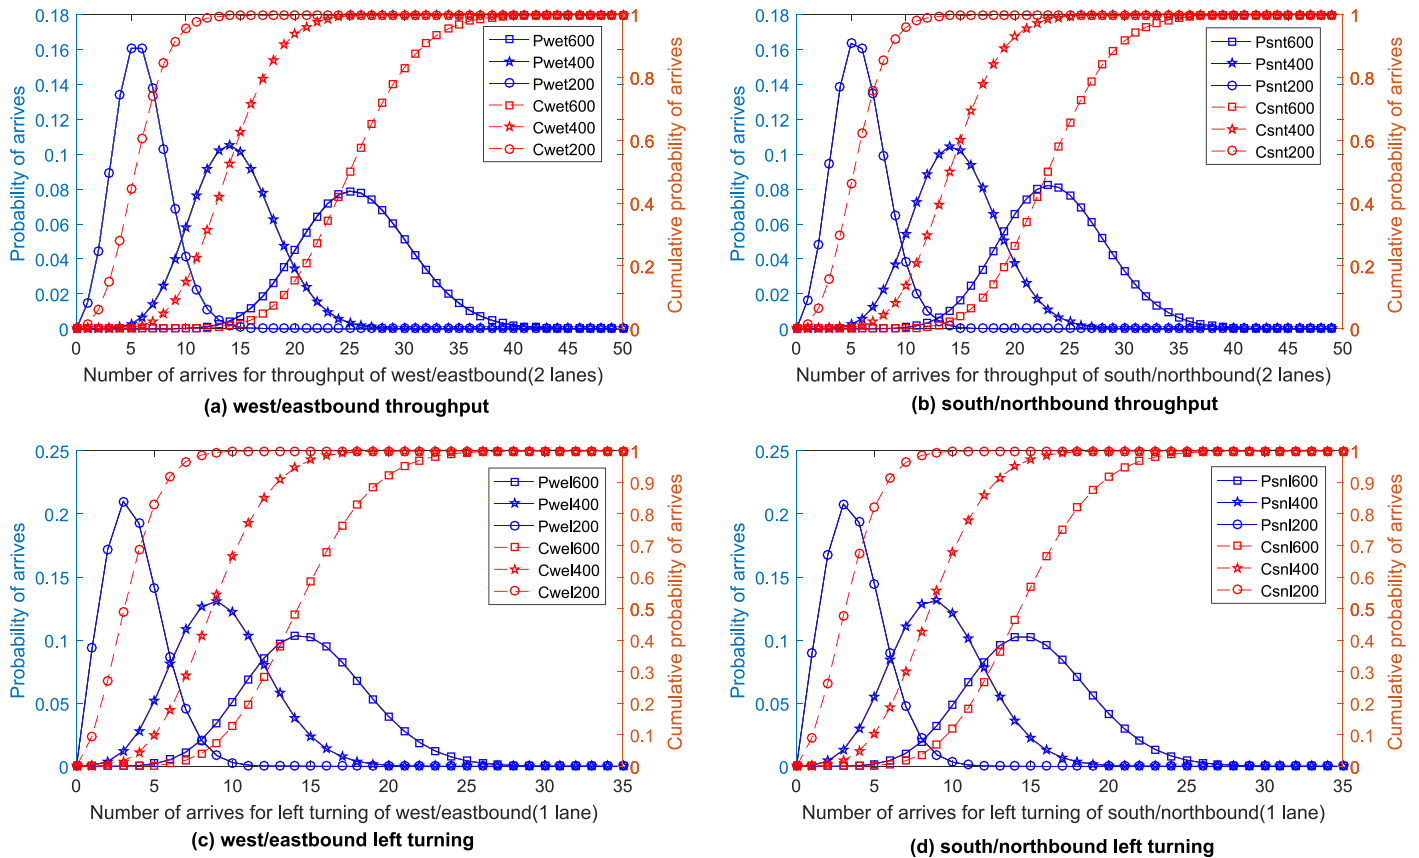 0.18
0.16
0.14
0.12
0.1
0.08
0.06
0.04
0.02
0
Probability of arrives
1
0.8
0.6
0.4
0.2
0
Cumulative probability of arrives
Pwet600
Pwet400
Pwet200
Cwet600
Cwet400
Cwet200
0 5 10 15 20 25 30 35 40 45 50
Number of arrives for throughput of west/eastbound(2 lanes)
(a) west/eastbound throughput
0.18
0.16
0.14
0.12
0.1
0.08
0.06
0.04
0.02
0
Probability of arrives
1
0.8
0.6
0.4
0.2
0
Cumulative probability of arrives
Psnt600
Psnt400
Psnt200
Csnt600
Csnt400
Csnt200
0 5 10 15 20 25 30 35 40 45 50
Number of arrives for throughput of south/northbound(2 lanes)
(b) south/northbound throughput
0.25
0.2
0.15
0.1
0.05
0
Probability of arrives
1
0.9
0.8
0.7
0.6
0.5
0.4
0.3
0.2
0.1
0
Cumulative probability of arrives
Pwel600
Pwel400
Pwel200
Cwel600
Cwel400
Cwel200
0 5 10 15 20 25 30 35
Number of arrives for left turning of west/eastbound(1 lane)
(c) west/eastbound left turning
0.25
0.2
0.15
0.1
0.05
0
Probability of arrives
1
0.9
0.8
0.7
0.6
0.5
0.4
0.3
0.2
0.1
0
Cumulative probability of arrives
Psnl600
Psnl400
Psnl200
Csnl600
Csnl400
Csnl200
0 5 10 15 20 25 30 35
Number of arrives for left turning of south/northbound(1 lane)
(d) south/northbound left turning